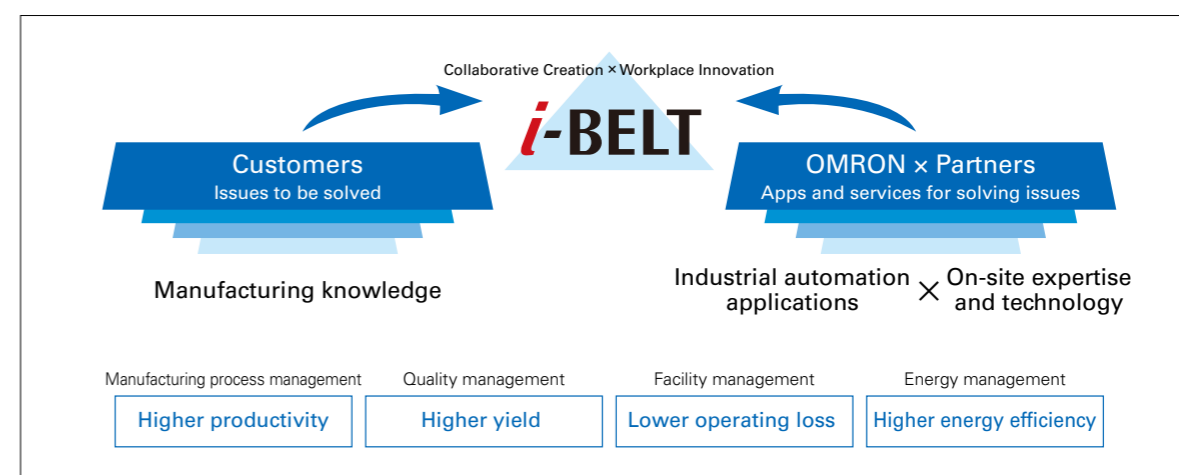 Collaborative Creation × Workplace Innovation
i-BELT
Customers
Issues to be solved
OMRON × Partners
Apps and services for solving issues
Manufacturing knowledge
Industrial automation
applications
×
On-site expertise
and technology
Manufacturing process management
Higher productivity
Quality management
Higher yield
Facility management
Lower operating loss
Energy management
Higher energy efficiency